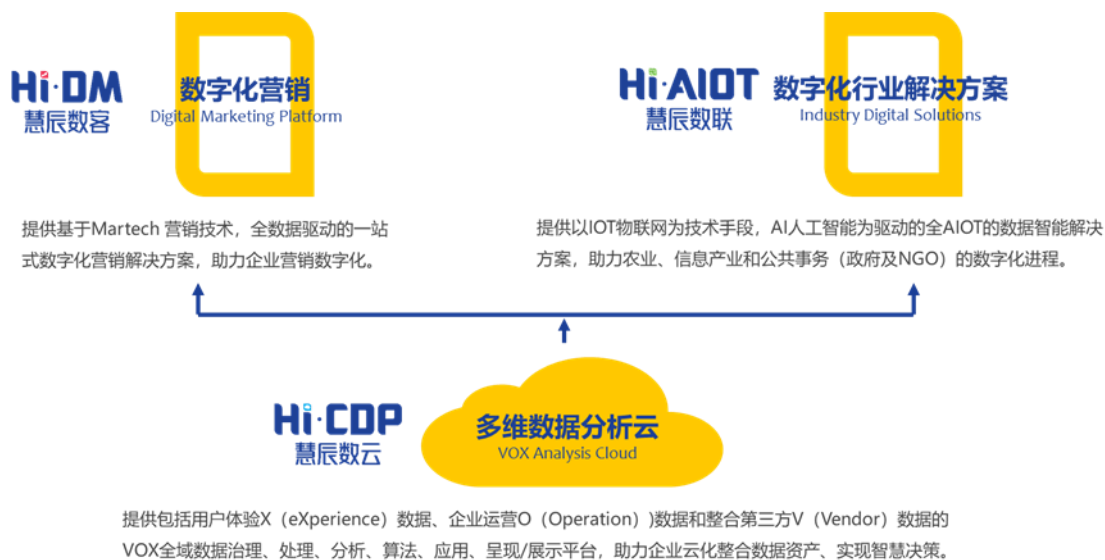 Hi·DM
慧辰数客
数字化营销
Digital Marketing Platform
Hi·AIOT
慧辰数联
数字化行业解决方案
Industry Digital Solutions
提供基于Martech 营销技术，全数据驱动的一站
式数字化营销解决方案，助力企业营销数字化。
提供以IOT物联网为技术手段，AI人工智能为驱动的全AIOT的数据智能解决
方案，助力农业、信息产业和公共事务（政府及NGO）的数字化进程。
Hi·CDP
慧辰数云
多维数据分析云
VOX Analysis Cloud
提供包括用户体验X（eXperience）数据、企业运营O（Operation）)数据和整合第三方V（Vendor）数据的
VOX全域数据治理、处理、分析、算法、应用、呈现/展示平台，助力企业云化整合数据资产、实现智慧决策。